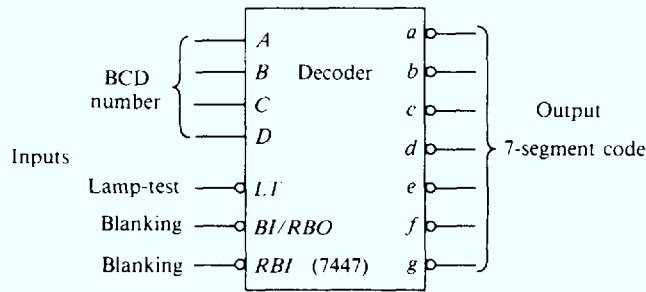 A
a
BCD
number
B
Decoder
b
C
c
Output
D
d
7-segment code
Inputs
Lamp-test
LT
e
Blanking
BI/RBO
f
Blanking
RBI (7447)
g